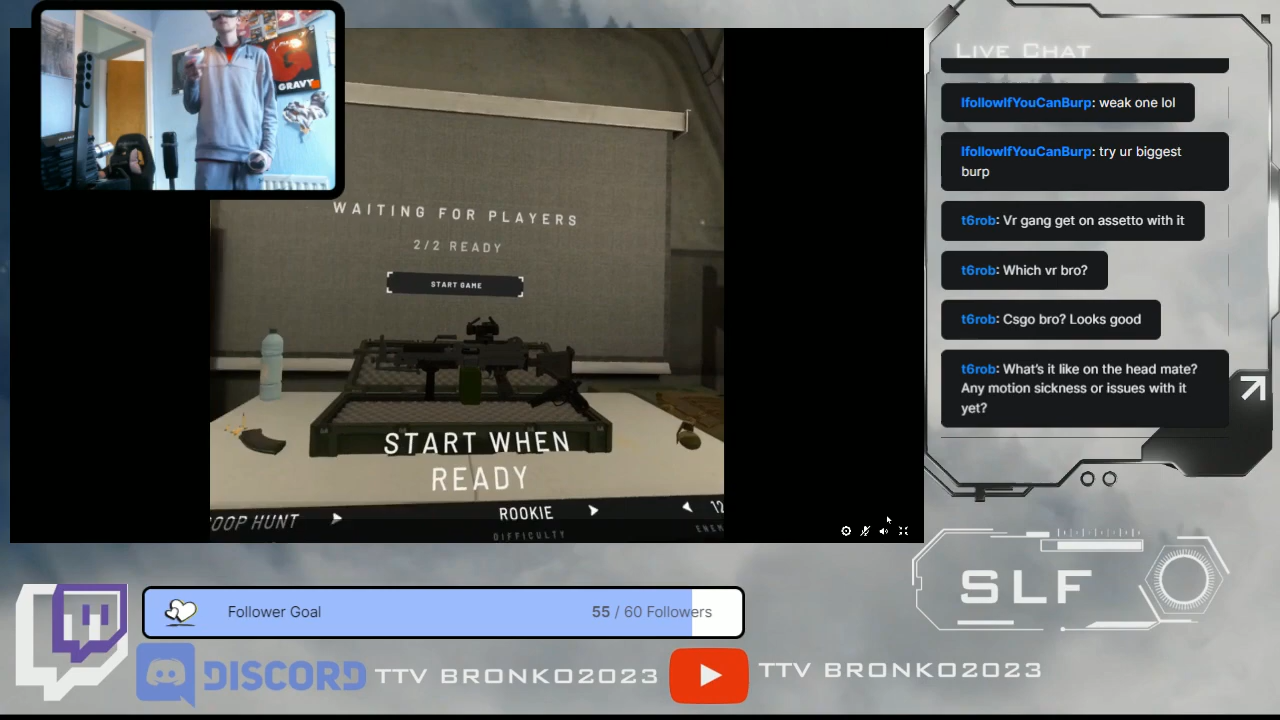 GRAVY
WAITING FOR PLAYERS
2/2 READY
START GAME
START WHEN
READY
OOP HUNT
ROOKIE
DIFFICULTY
12
ENEM
LIVE CHAT
IfollowIfYouCanBurp: weak one lol
IfollowIfYouCanBurp: try ur biggest
burp
t6rob: Vr gang get on assetto with it
t6rob: Which vr bro?
t6rob: Csgo bro? Looks good
t6rob: What's it like on the head mate?
Any motion sickness or issues with it
yet?
SLF
Follower Goal
55 / 60 Followers
DISCORD
TTV BRONKO2023
TTV BRONKO2023